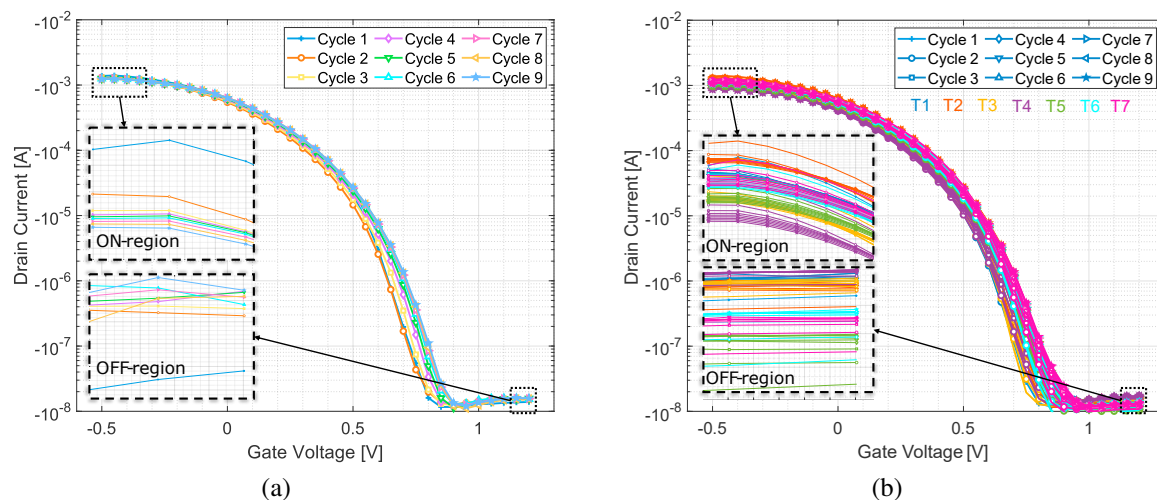 -10-2
-10-3
-10-4
-10-5
-10-6
-10-7
-10-8
Drain Current [A]
Cycle 1 Cycle 4 Cycle 7
Cycle 2 Cycle 5 Cycle 8
Cycle 3 Cycle 6 Cycle 9
ON-region
OFF-region
-0.5 0 0.5 1
Gate Voltage [V]
(a)
-10-2
-10-3
-10-4
-10-5
-10-6
-10-7
-10-8
Drain Current [A]
Cycle 1 Cycle 4 Cycle 7
Cycle 2 Cycle 5 Cycle 8
Cycle 3 Cycle 6 Cycle 9
T1 T2 T3 T4 T5 T6 T7
ON-region
OFF-region
-0.5 0 0.5 1
Gate Voltage [V]
(b)